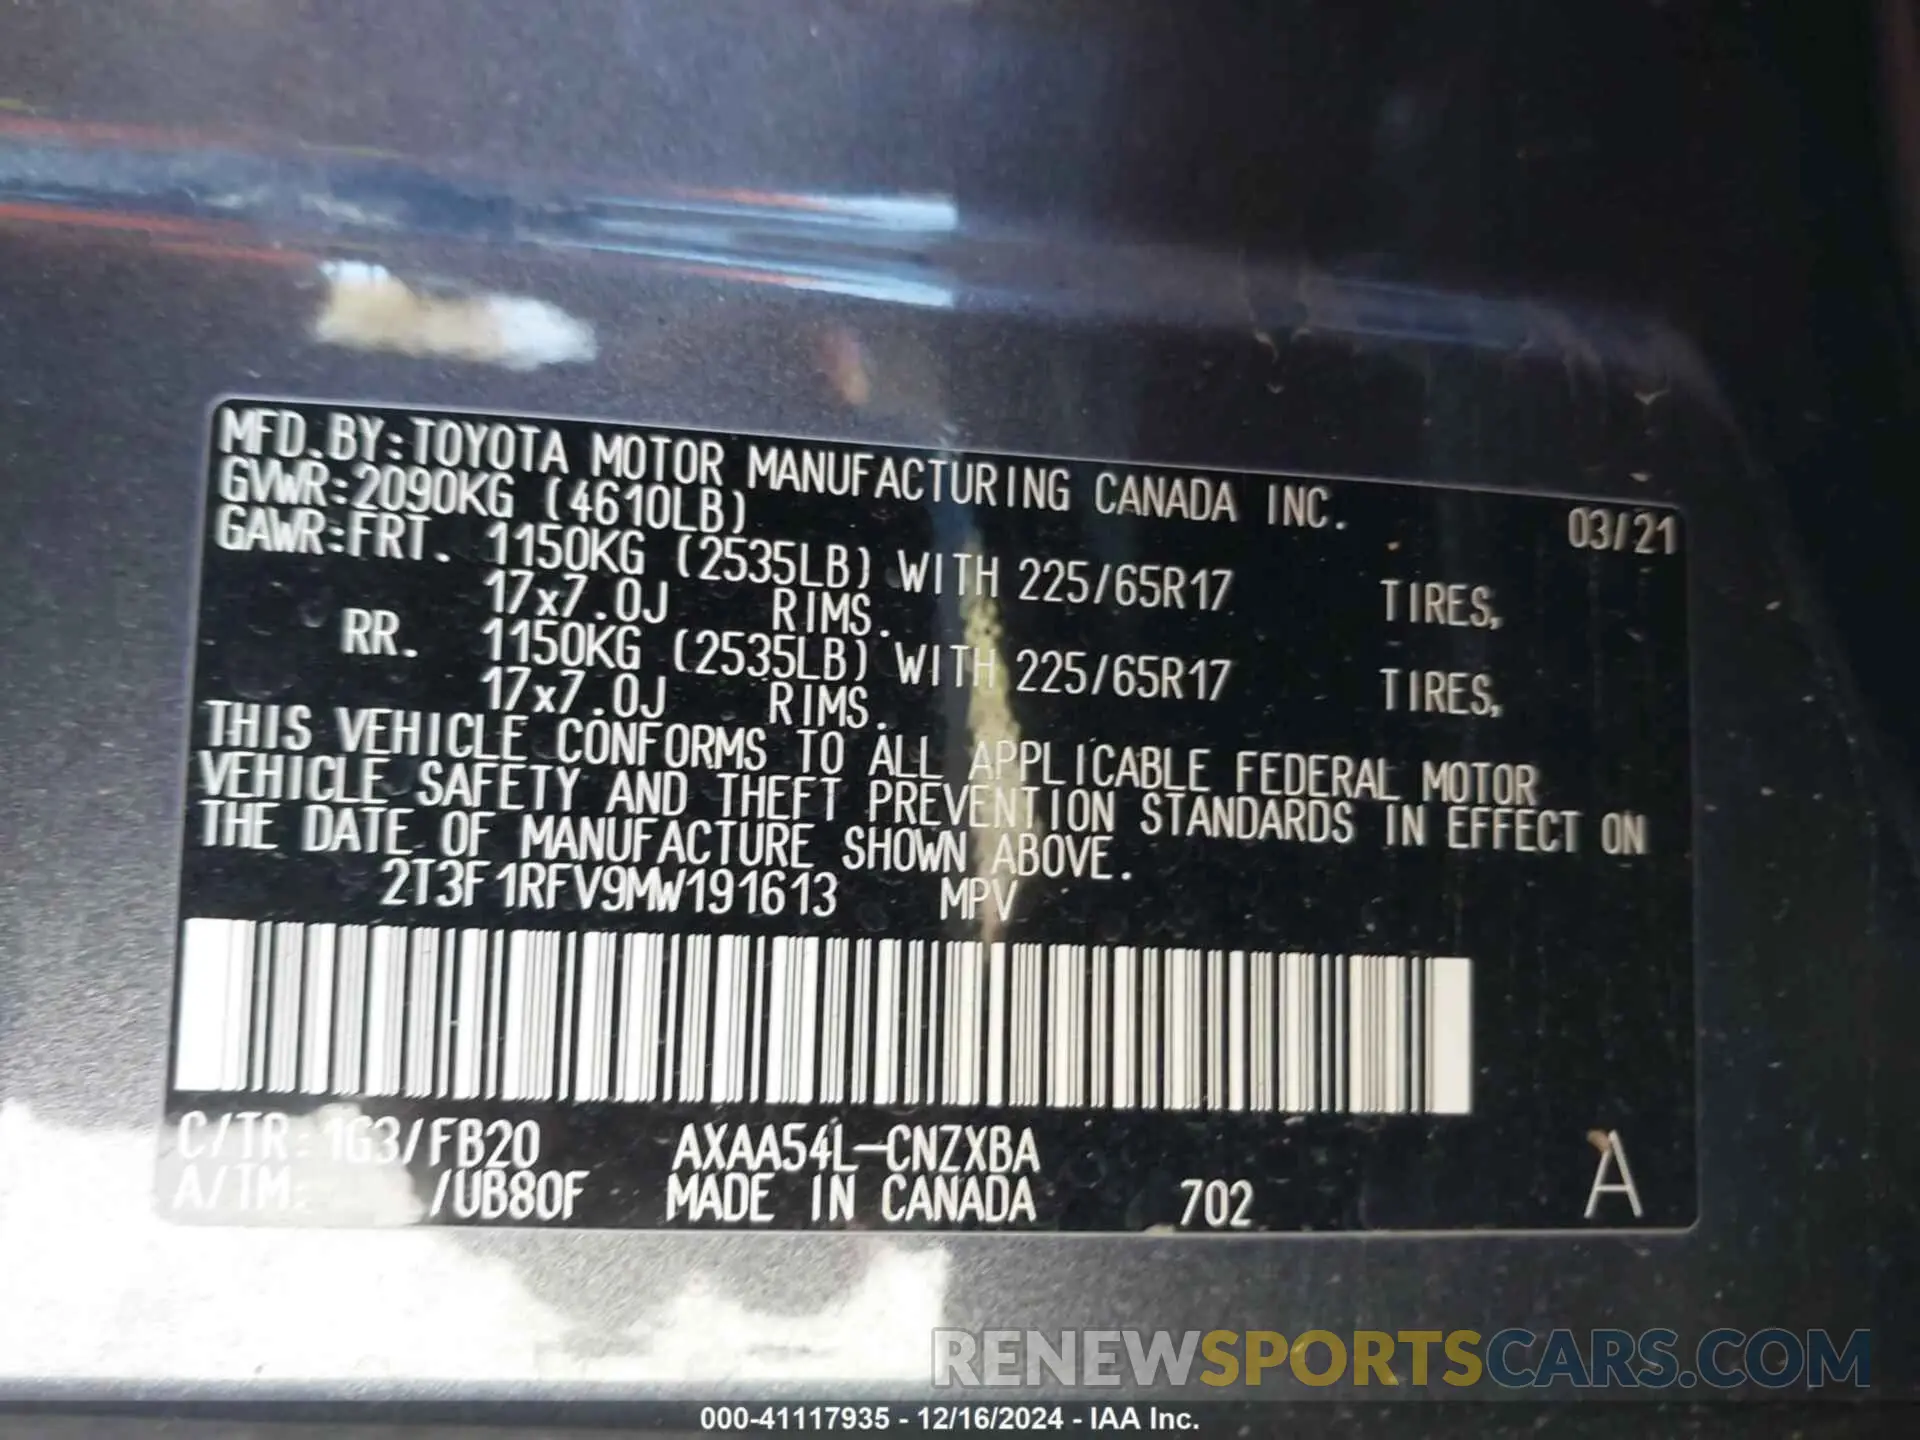 MFD.BY:TOYOTA MOTOR MANUFACTURING CANADA INC. 03/21
GVWR:2090KG (4610LB)
GAWR:FRT. 1150KG (2535LB) WITH 225/65R17 TIRES,
17x7.0J RIMS.
RR. 1150KG (2535LB) WITH 225/65R17 TIRES,
17x7.0J RIMS.
THIS VEHICLE CONFORMS TO ALL APPLICABLE FEDERAL MOTOR
VEHICLE SAFETY AND THEFT PREVENTION STANDARDS IN EFFECT ON
THE DATE OF MANUFACTURE SHOWN ABOVE.
2T3F1RFV9MW191613 MPV
C/TR: 1G3/FB20 AXAA54L-CNZXBA
A/TM: /UB80F MADE IN CANADA 702 A
RENEWSPORTSCARS.COM
000-41117935 - 12/16/2024 - IAA Inc.